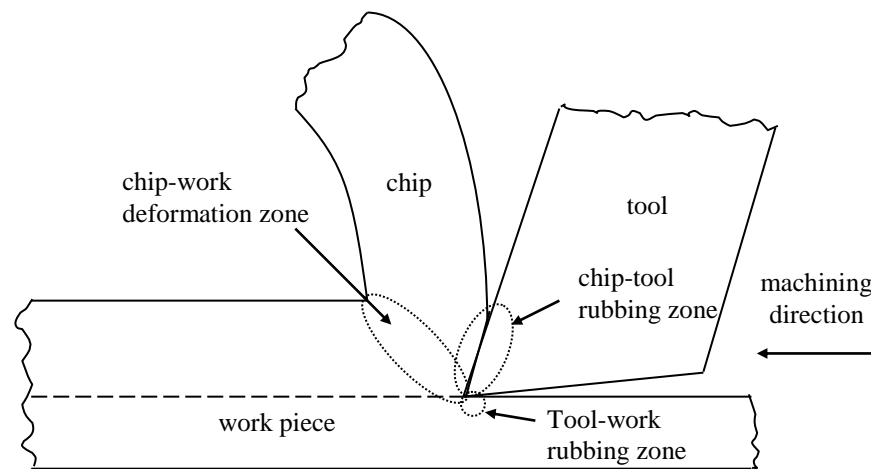 chip-work
deformation zone
chip
tool
chip-tool
rubbing zone
machining
direction
work piece
Tool-work
rubbing zone